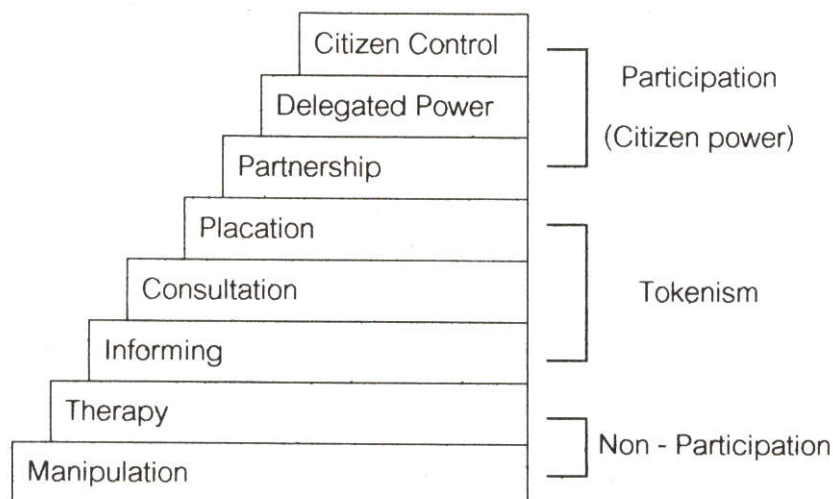 Citizen Control
Delegated Power
Partnership
Participation
(Citizen power)
Placation
Consultation
Informing
Tokenism
Therapy
Manipulation
Non - Participation